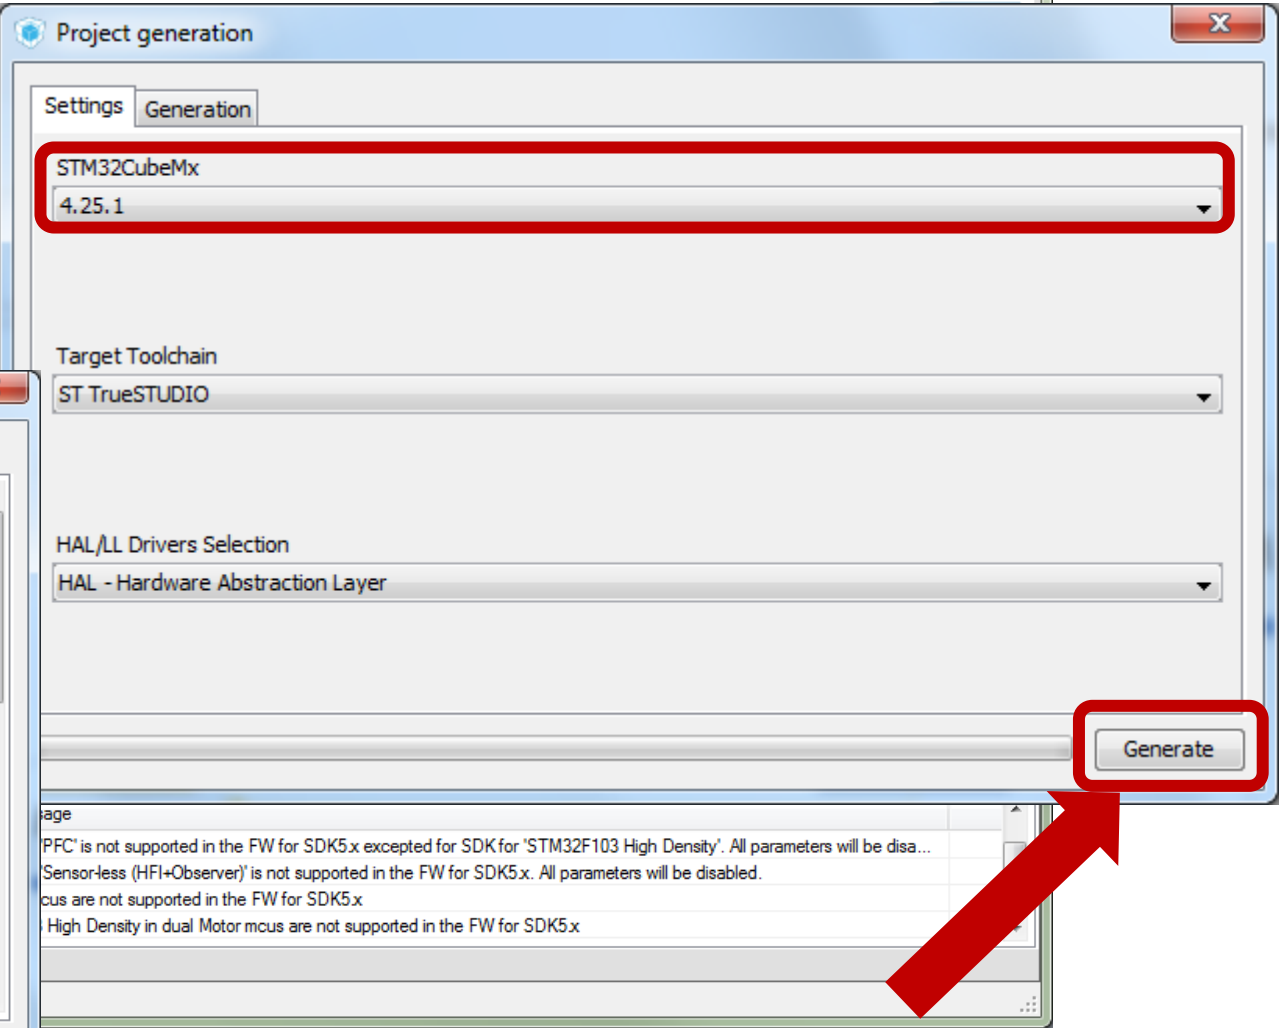 Project generation
Settings
Generation
STM32CubeMx
4.25.1
Target Toolchain
ST TrueSTUDIO
HAL/LL Drivers Selection
HAL - Hardware Abstraction Layer
Generate
sage
'PFC' is not supported in the FW for SDK5.x excepted for SDK for 'STM32F103 High Density'. All parameters will be disa...
'Sensor-less (HFI+Observer)' is not supported in the FW for SDK5.x. All parameters will be disabled.
cus are not supported in the FW for SDK5.x
High Density in dual Motor mcus are not supported in the FW for SDK5.x